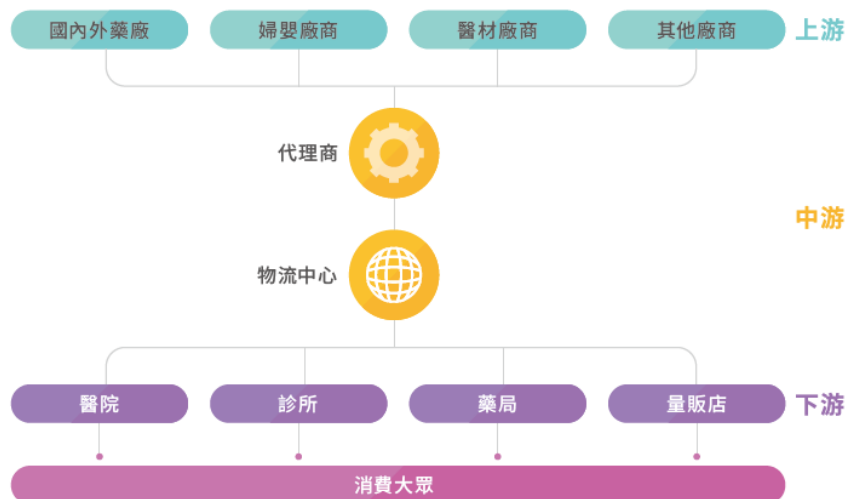 國內外藥廠 婦嬰廠商 醫材廠商 其他廠商 上游
代理商
中游
物流中心
醫院 診所 藥局 量販店 下游
消費大眾